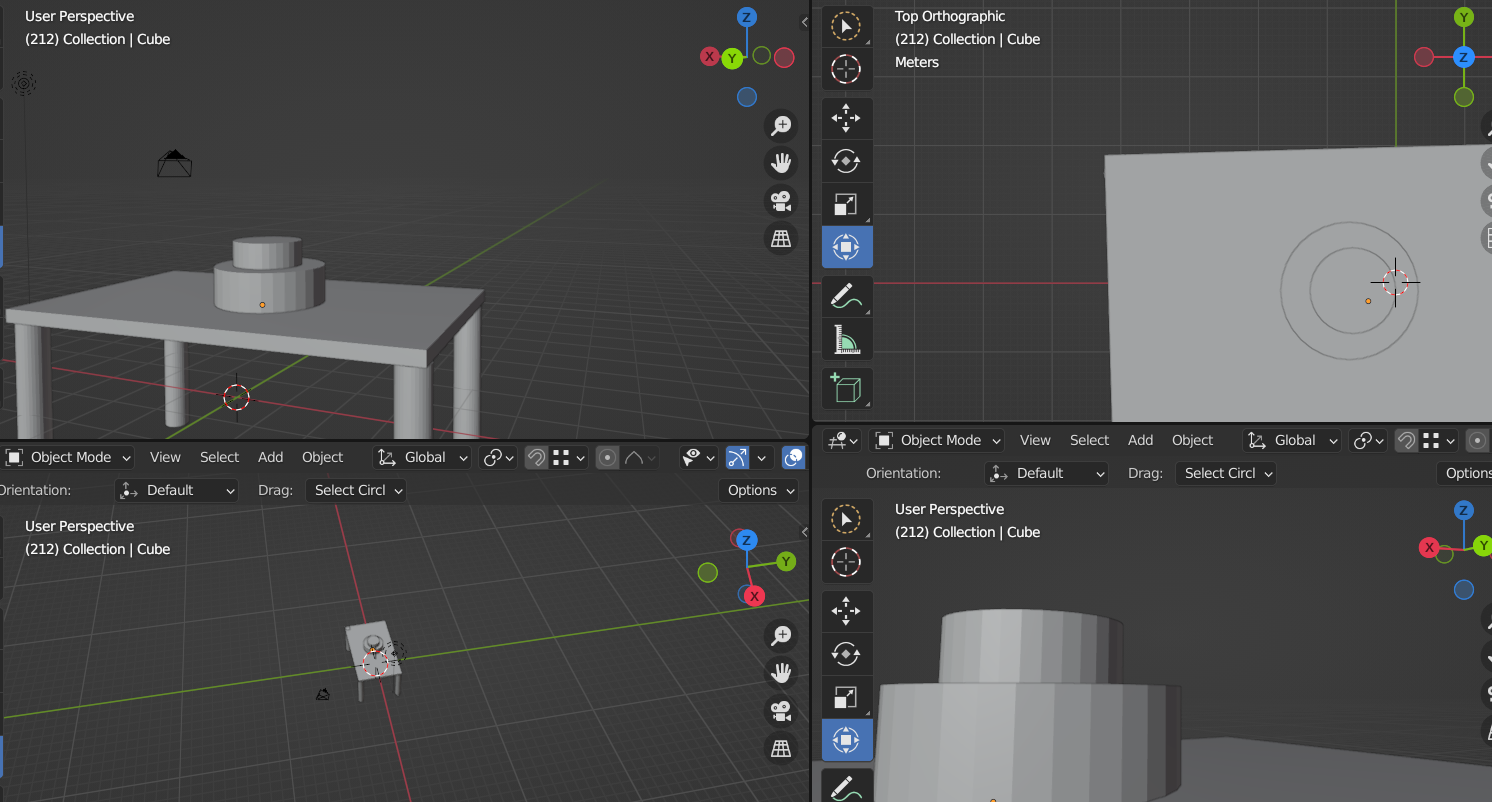 User Perspective
(212) Collection | Cube
Z
X
Y
Top Orthographic
(212) Collection | Cube
Meters
Y
Z
Object Mode
View
Select
Add
Object
Global
Orientation:
Default
Drag:
Select Circl
Options
User Perspective
(212) Collection | Cube
Z
Y
X
Object Mode
View
Select
Add
Object
Global
Orientation:
Default
Drag:
Select Circl
Options
User Perspective
(212) Collection | Cube
Z
X
Y